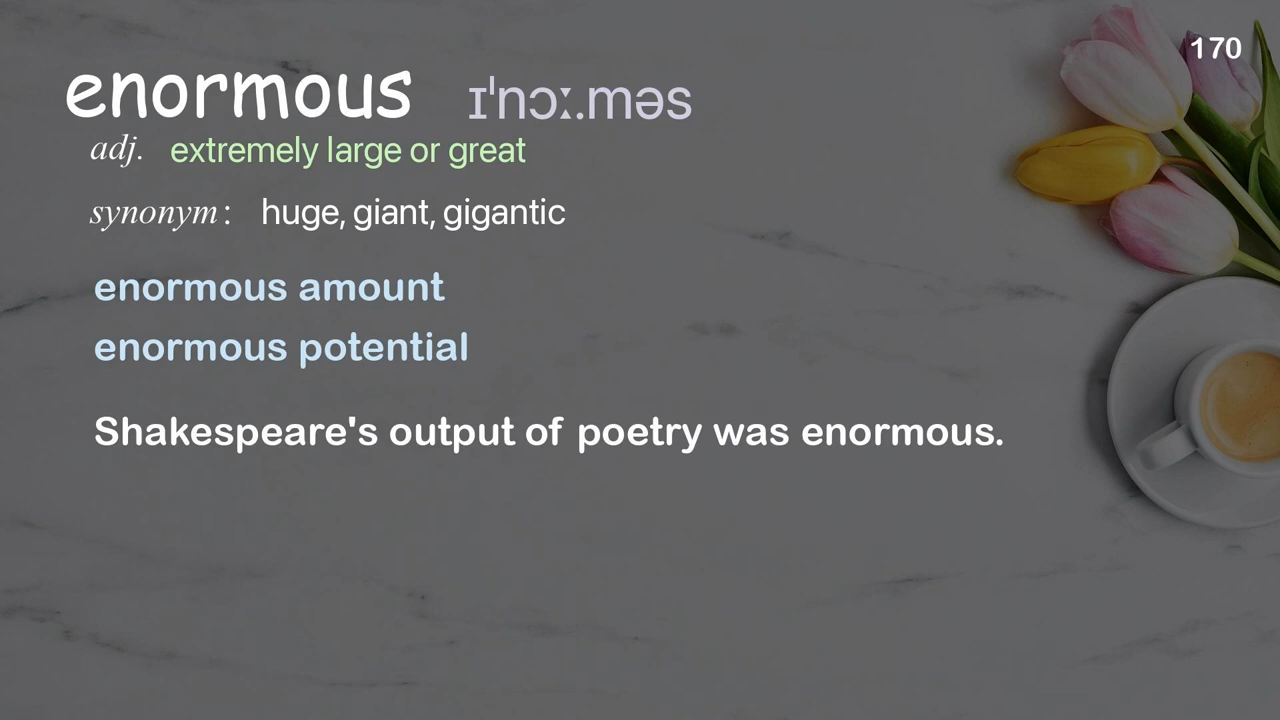 170
enormous ɪˈnɔː.məs
adj. extremely large or great
synonym: huge, giant, gigantic
enormous amount
enormous potential
Shakespeare's output of poetry was enormous.